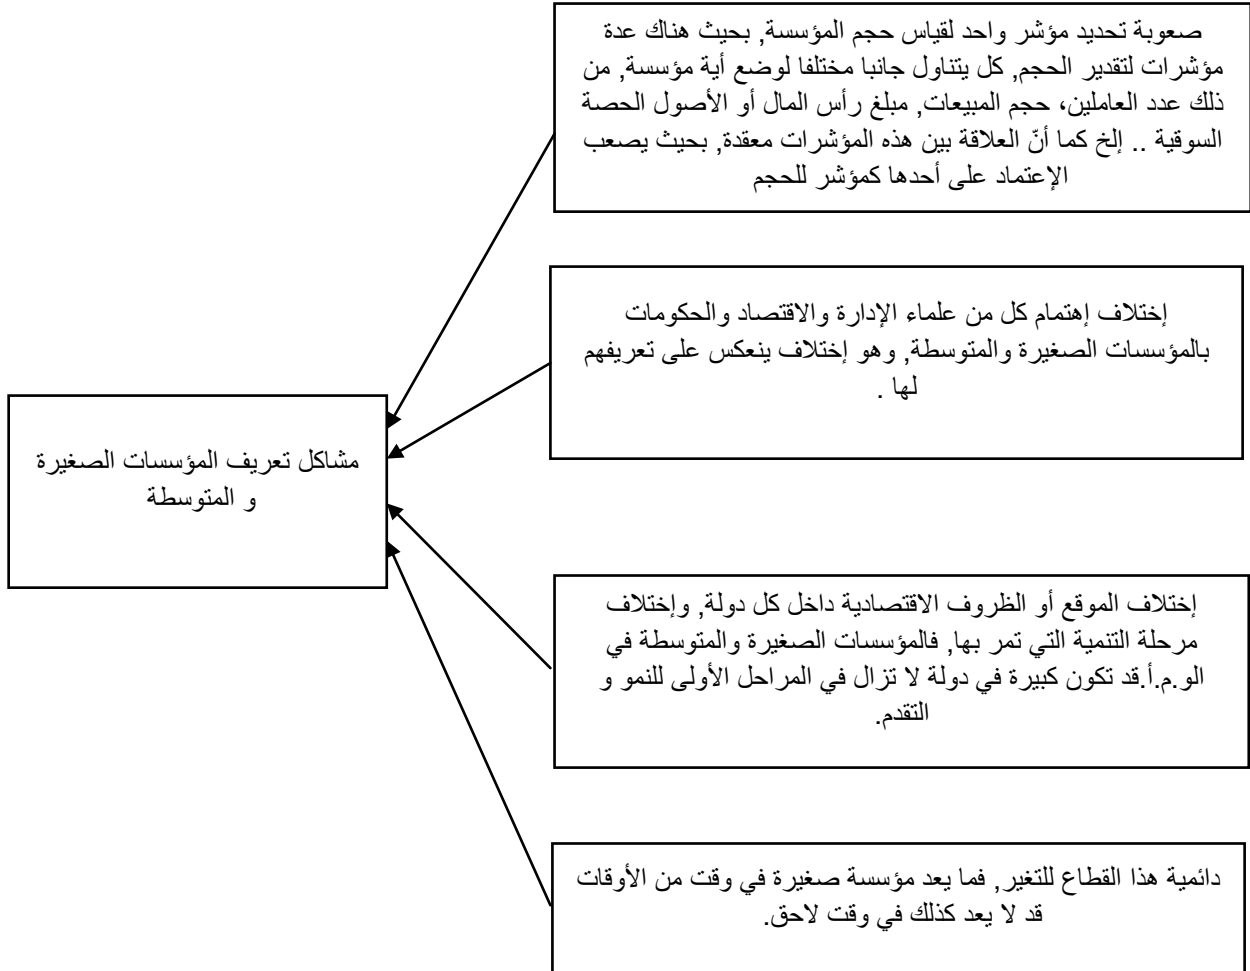 صعوبة تحديد مؤشر واحد لقياس حجم المؤسسة, بحيث هناك عدة
مؤشرات لتقدير الحجم, كل يتناول جانبا مختلفا لوضع أية مؤسسة, من
ذلك عدد العاملين، حجم المبيعات, مبلغ رأس المال أو الأصول الحصة
السوقية .. إلخ كما أنّ العلاقة بين هذه المؤشرات معقدة, بحيث يصعب
الإعتماد على أحدها كمؤشر للحجم
إختلاف إهتمام كل من علماء الإدارة والاقتصاد والحكومات
بالمؤسسات الصغيرة والمتوسطة, وهو إختلاف ينعكس على تعريفهم
لها .
مشاكل تعريف المؤسسات الصغيرة
و المتوسطة
إختلاف الموقع أو الظروف الاقتصادية داخل كل دولة, وإختلاف
مرحلة التنمية التي تمر بها, فالمؤسسات الصغيرة والمتوسطة في
الو.م.أ.قد تكون كبيرة في دولة لا تزال في المراحل الأولى للنمو و
التقدم.
دائمية هذا القطاع للتغير, فما يعد مؤسسة صغيرة في وقت من الأوقات
قد لا يعد كذلك في وقت لاحق.